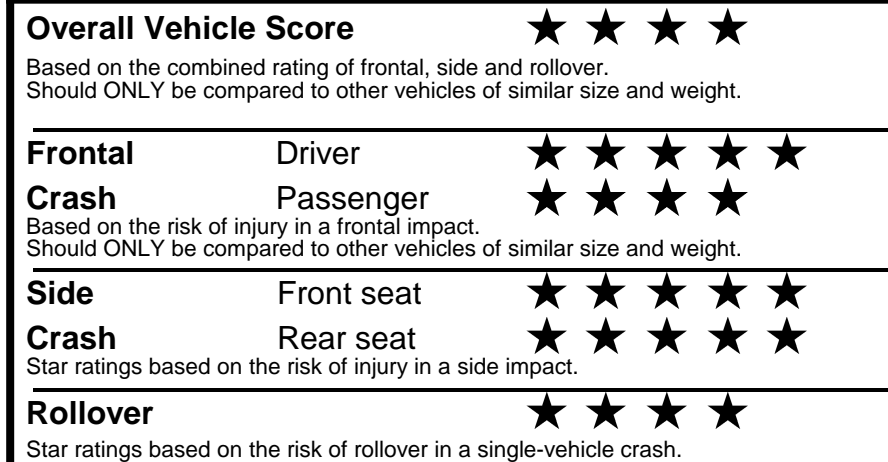 Overall Vehicle Score ★ ★ ★ ★
Based on the combined rating of frontal, side and rollover.
Should ONLY be compared to other vehicles of similar size and weight.
Frontal Driver ★ ★ ★ ★ ★
Crash Passenger ★ ★ ★ ★
Based on the risk of injury in a frontal impact.
Should ONLY be compared to other vehicles of similar size and weight.
Side Front seat ★ ★ ★ ★ ★
Crash Rear seat ★ ★ ★ ★ ★
Star ratings based on the risk of injury in a side impact.
Rollover ★ ★ ★ ★
Star ratings based on the risk of rollover in a single-vehicle crash.